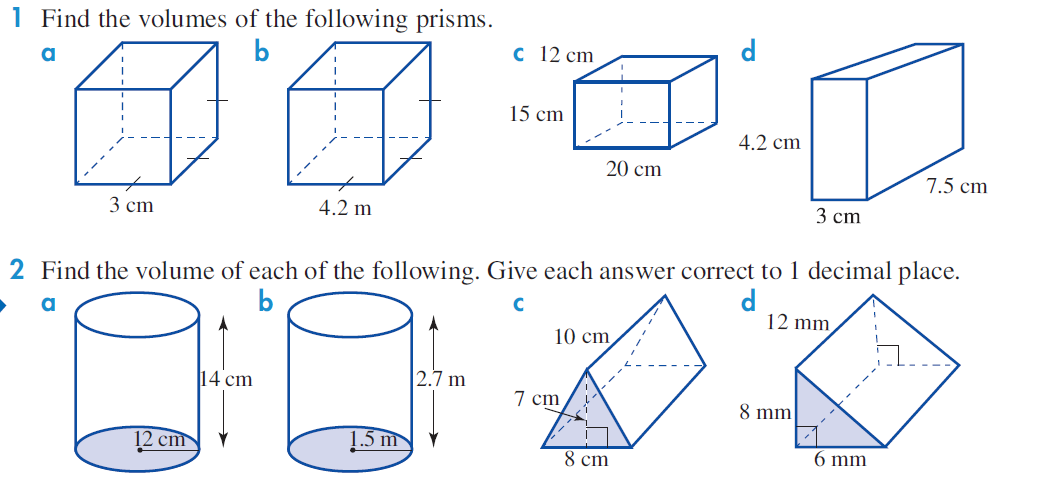 1 Find the volumes of the following prisms.
a b c 12 cm d
15 cm
4.2 cm
20 cm
7.5 cm
3 cm 4.2 m
3 cm
2 Find the volume of each of the following. Give each answer correct to 1 decimal place.
a b c d
12 mm
10 cm
14 cm 2.7 m
7 cm
8 mm
12 cm 1.5 m
8 cm 6 mm